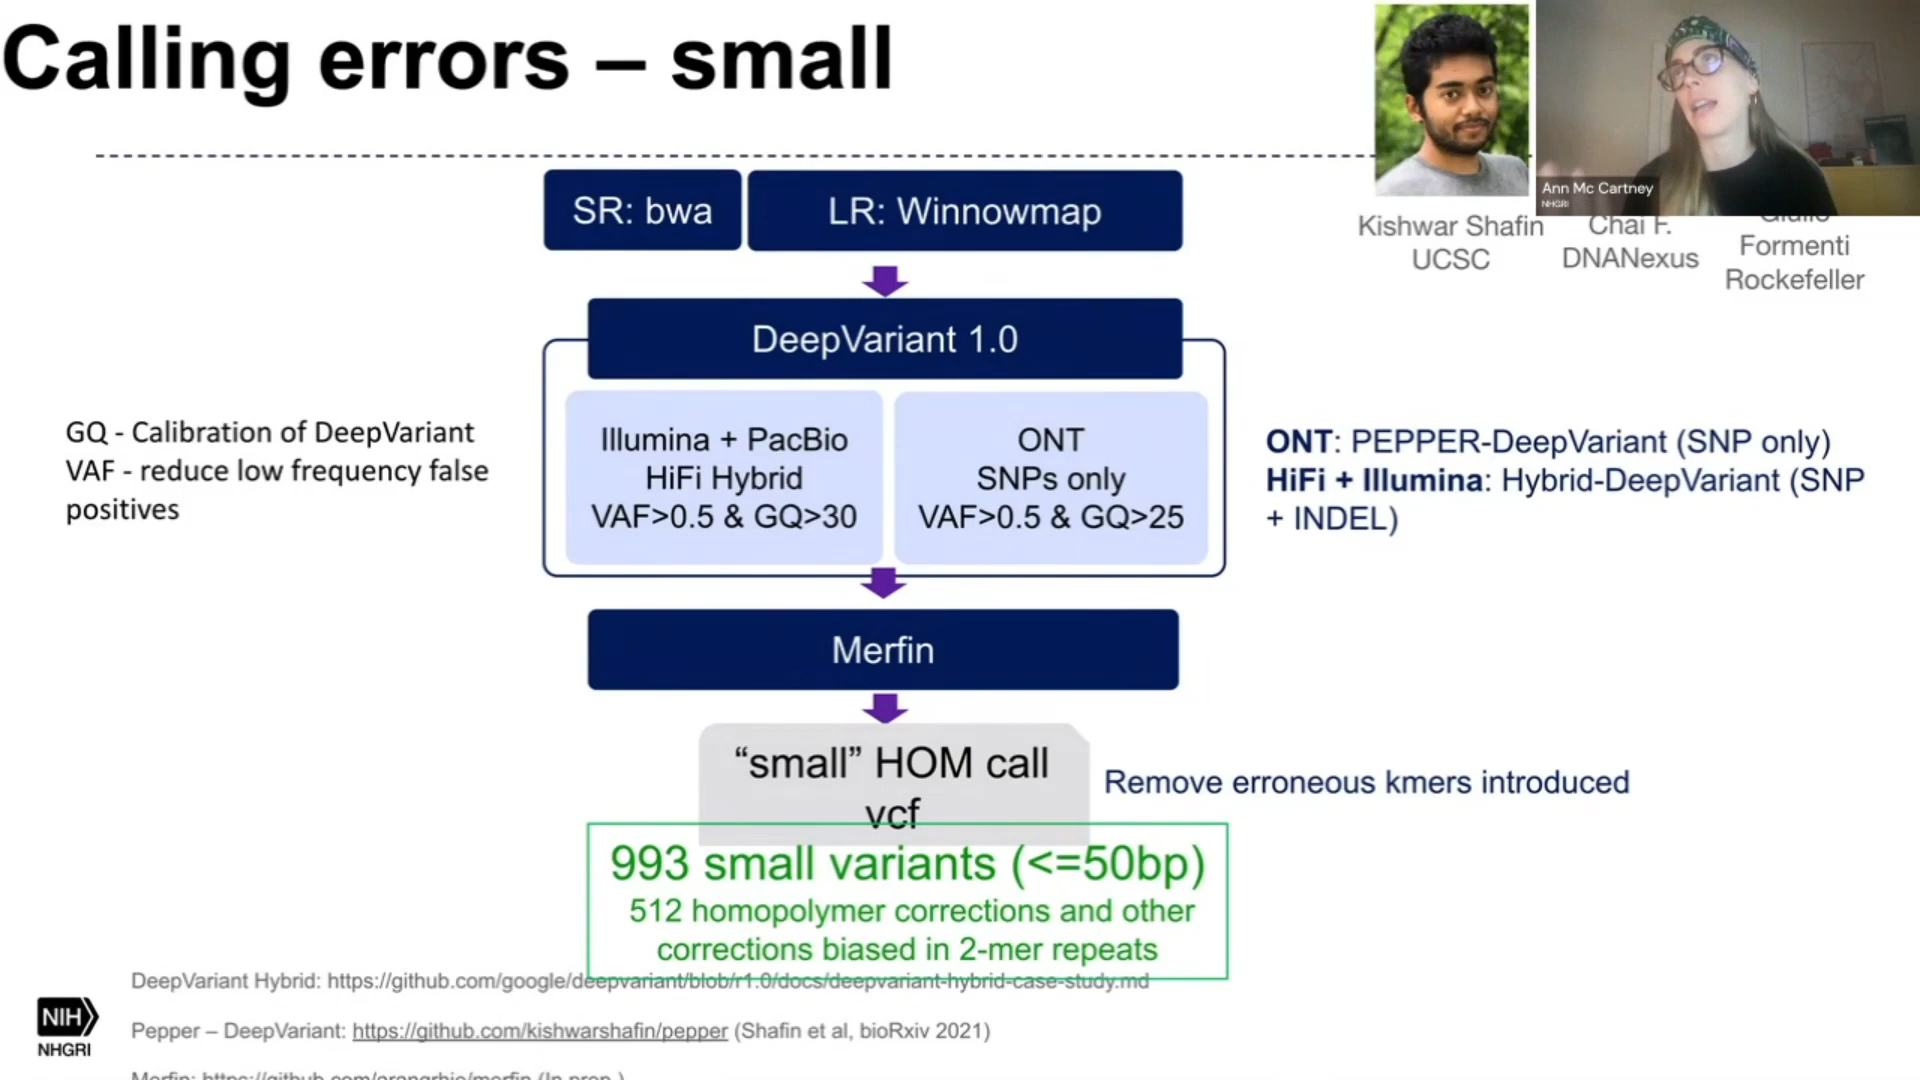 Calling errors – small
Ann Mc Cartney
NHGRI
Kishwar Shafin
UCSC
Chai F.
DNANexus
Giulio
Formenti
Rockefeller
SR: bwa
LR: Winnowmap
DeepVariant 1.0
GQ - Calibration of DeepVariant
VAF - reduce low frequency false
positives
Illumina + PacBio
HiFi Hybrid
VAF>0.5 & GQ>30
ONT
SNPs only
VAF>0.5 & GQ>25
ONT: PEPPER-DeepVariant (SNP only)
HiFi + Illumina: Hybrid-DeepVariant (SNP
+ INDEL)
Merfin
“small” HOM call
vcf
Remove erroneous kmers introduced
993 small variants (<=50bp)
512 homopolymer corrections and other
corrections biased in 2-mer repeats
DeepVariant Hybrid: https://github.com/google/deepvariant/blob/r1.0/docs/deepvariant-hybrid-case-study.md
NIH
NHGRI
Pepper – DeepVariant: https://github.com/kishwarshafin/pepper (Shafin et al, bioRxiv 2021)
Merfin: https://github.com/arangrhie/merfin (In prep.)